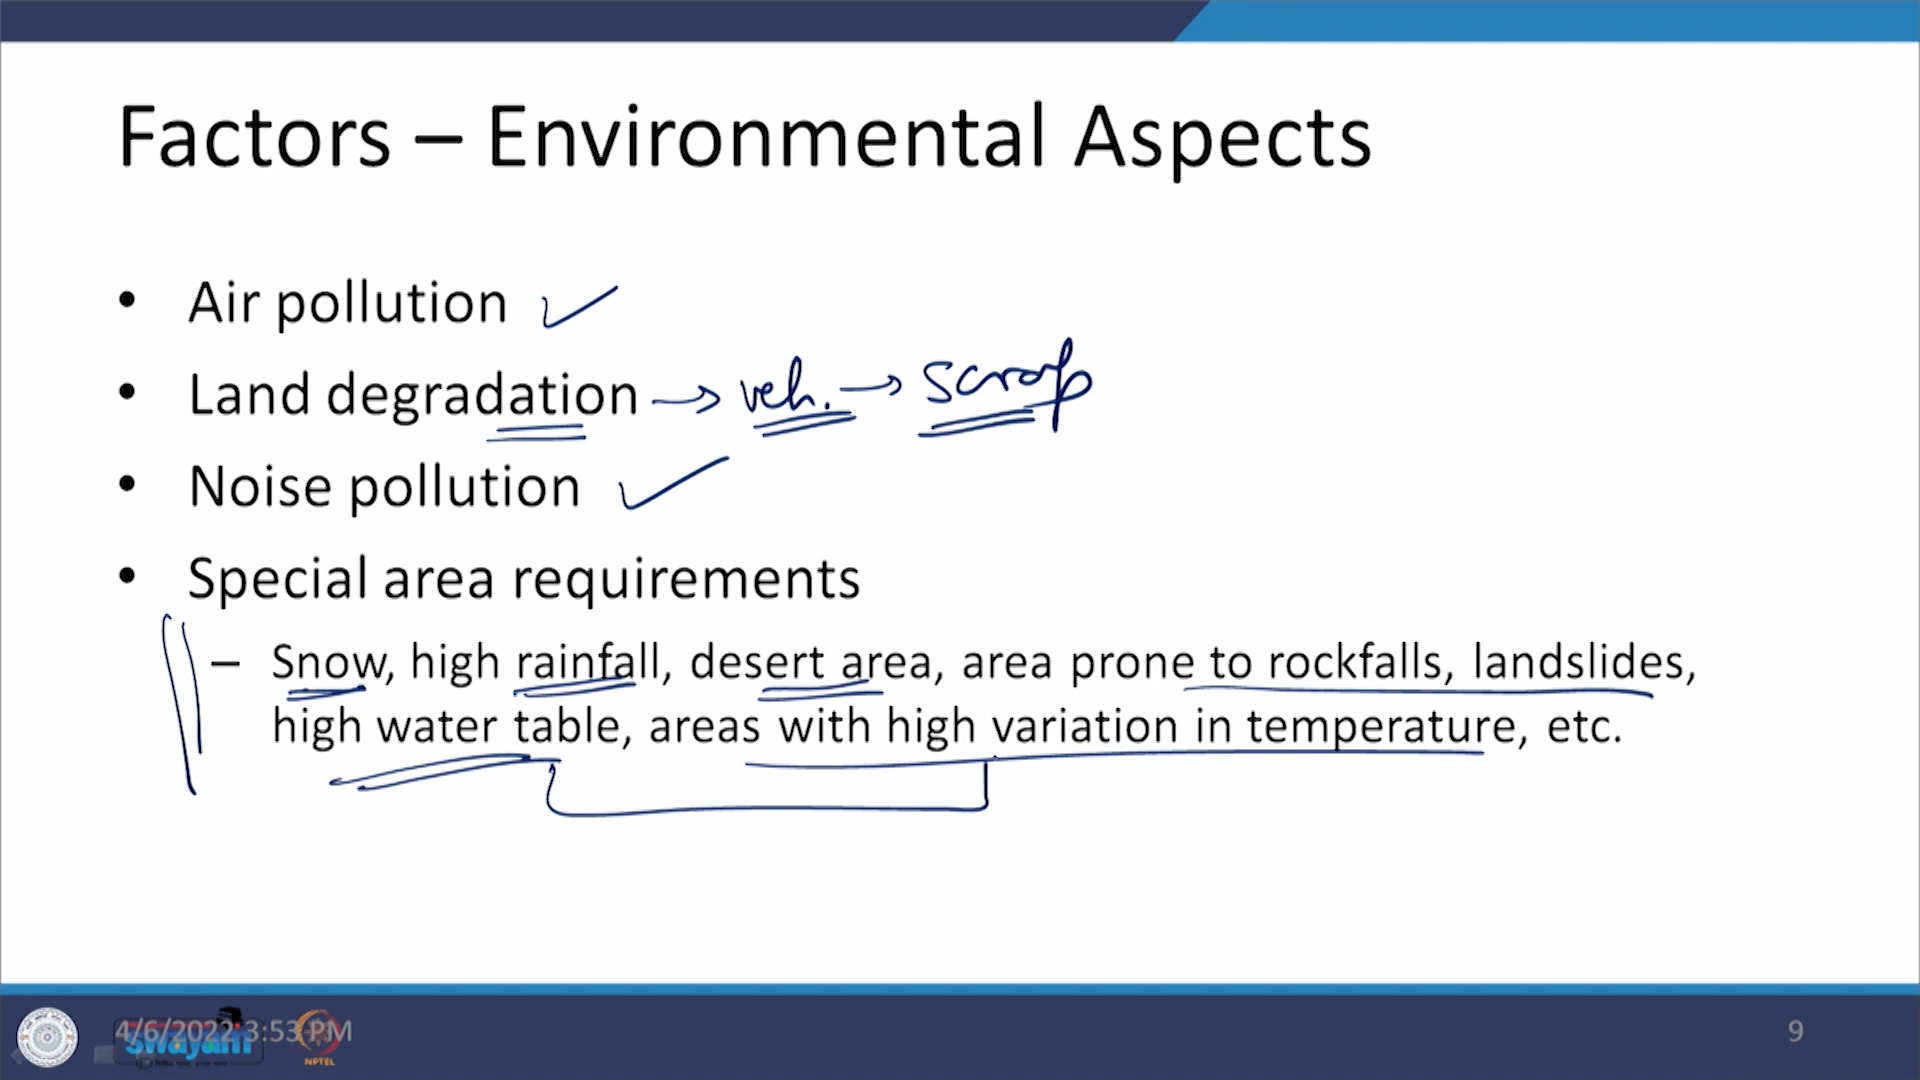 Factors – Environmental Aspects
• Air pollution
• Land degradation → veh. → scrap
• Noise pollution
• Special area requirements
– Snow, high rainfall, desert area, area prone to rockfalls, landslides,
high water table, areas with high variation in temperature, etc.
4/6/2022 3:53 PM
swayam
NPTEL
9